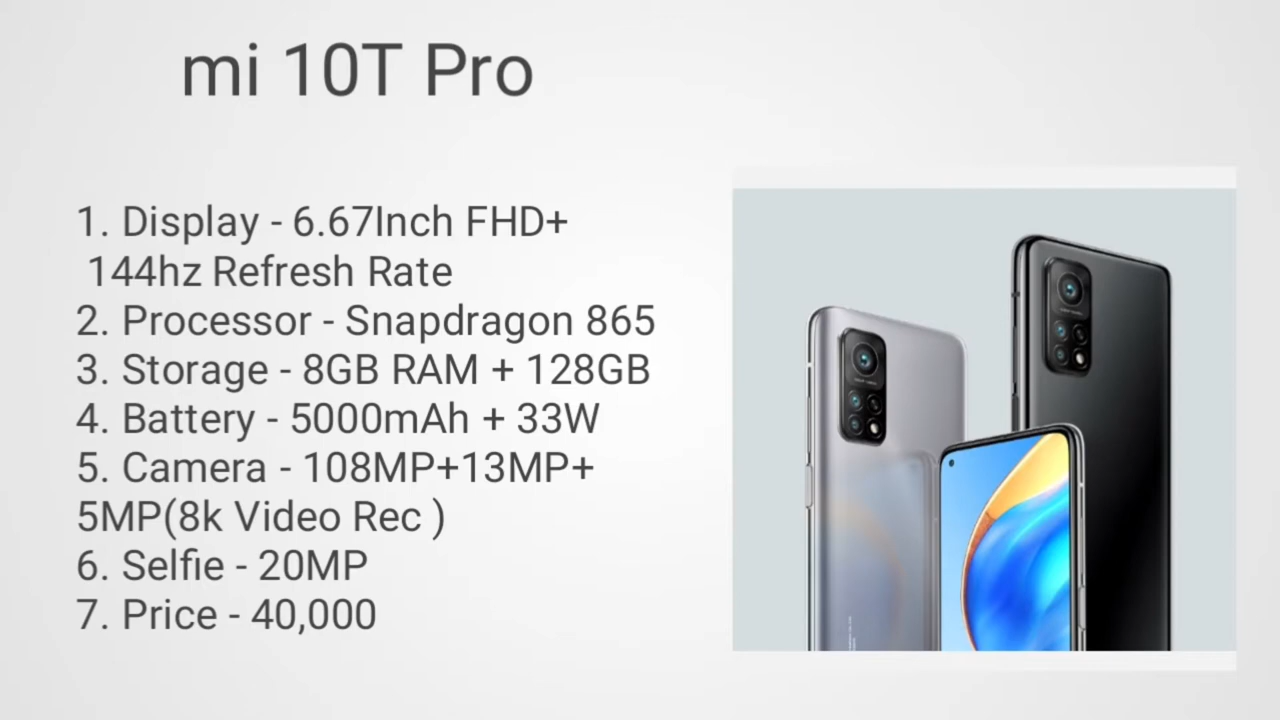 mi 10T Pro
1. Display - 6.67Inch FHD+
144hz Refresh Rate
2. Processor - Snapdragon 865
3. Storage - 8GB RAM + 128GB
4. Battery - 5000mAh + 33W
5. Camera - 108MP+13MP+
5MP(8k Video Rec )
6. Selfie - 20MP
7. Price - 40,000